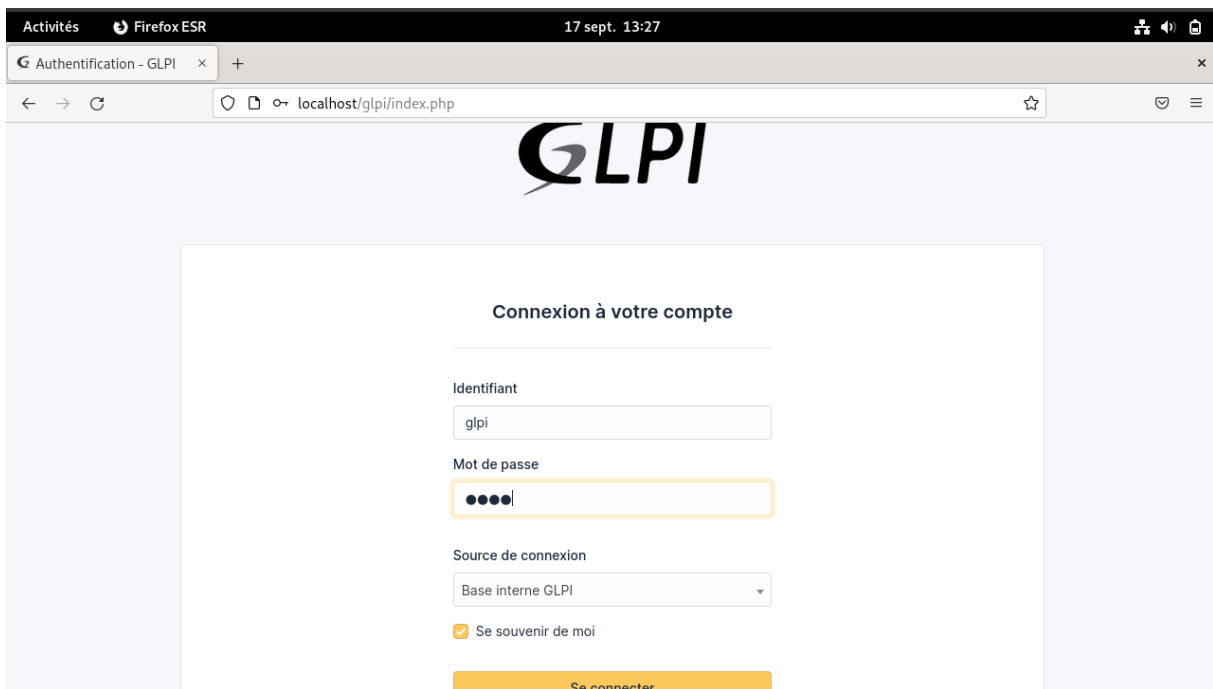 Activités Firefox ESR 17 sept. 13:27
Authentification - GLPI
localhost/glpi/index.php
GLPI
Connexion à votre compte
Identifiant
glpi
Mot de passe
●●●●
Source de connexion
Base interne GLPI
Se souvenir de moi
Se connecter